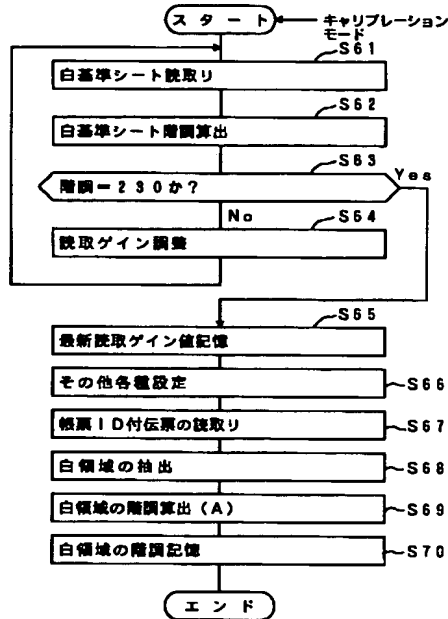 スタート
キャリブレーション
モード
S61
白基準シート読取り
S62
白基準シート階調算出
S63
階調=230か?
Yes
No
S64
読取ゲイン調整
S65
最新読取ゲイン値記憶
その他各種設定
S66
帳票ID付伝票の読取り
S67
白領域の抽出
S68
白領域の階調算出(A)
S69
白領域の階調記憶
S70
エンド